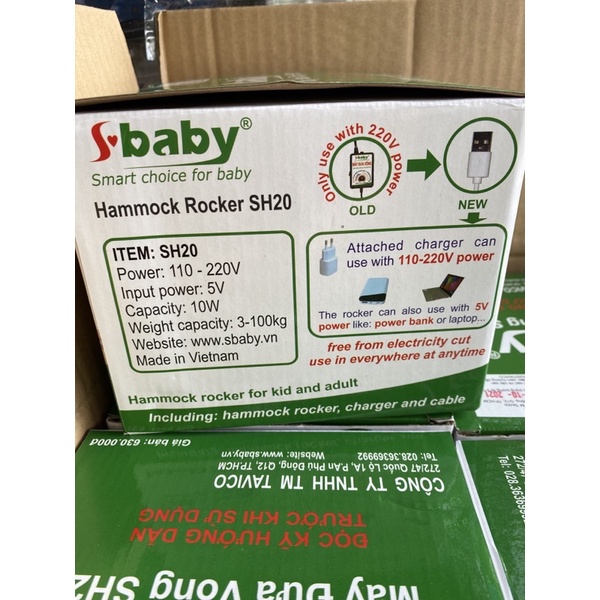 Sbaby®
Smart choice for baby
Hammock Rocker SH20
ITEM: SH20
Power: 110 - 220V
Input power: 5V
Capacity: 10W
Weight capacity: 3-100kg
Website: www.sbaby.vn
Made in Vietnam
Only use with 220V power
OLD
NEW
Attached charger can
use with 110-220V power
The rocker can also use with 5V
power like: power bank or laptop...
free from electricity cut
use in everywhere at anytime
Hammock rocker for kid and adult
Including: hammock rocker, charger and cable
Máy Đưa Võng SH2
ĐỌC KỸ HƯỚNG DẪN
TRƯỚC KHI SỬ DỤNG
CÔNG TY TNHH TM TAVICO
272/47 Quốc Lộ 1A, P.Tân Phú Đông, Q12, TP.HCM
Tel: 028.36369992
Website: www.sbaby.vn
Giá bán: 630.000đ